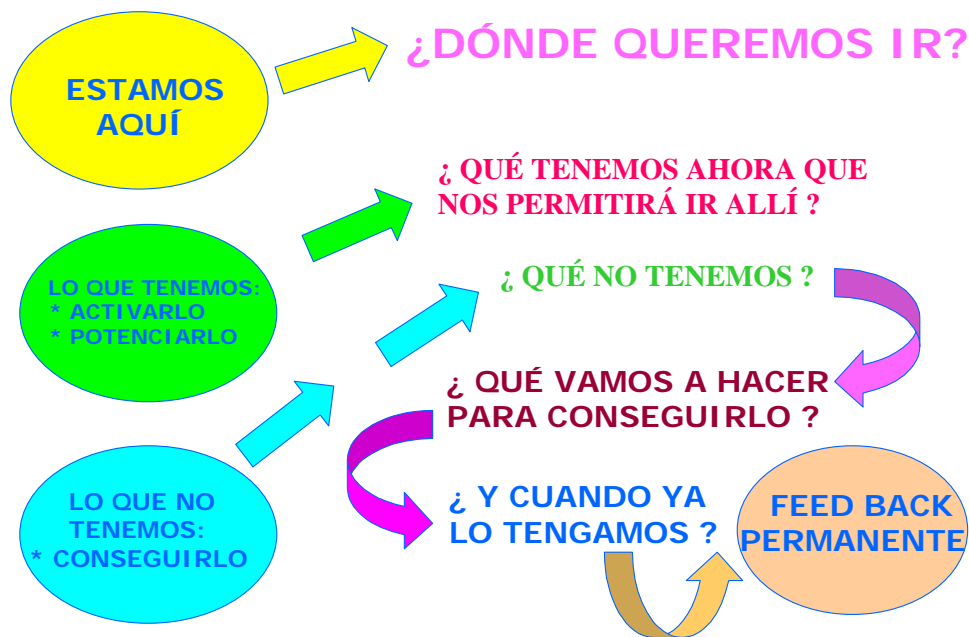 ¿DÓNDE QUEREMOS IR?
ESTAMOS
AQUÍ
¿ QUÉ TENEMOS AHORA QUE
NOS PERMITIRÁ IR ALLÍ ?
LO QUE TENEMOS:
* ACTIVARLO
* POTENCIARLO
¿ QUÉ NO TENEMOS ?
¿ QUÉ VAMOS A HACER
PARA CONSEGUIRLO ?
LO QUE NO
TENEMOS:
* CONSEGUIRLO
¿ Y CUANDO YA
LO TENGAMOS ?
FEED BACK
PERMANENTE